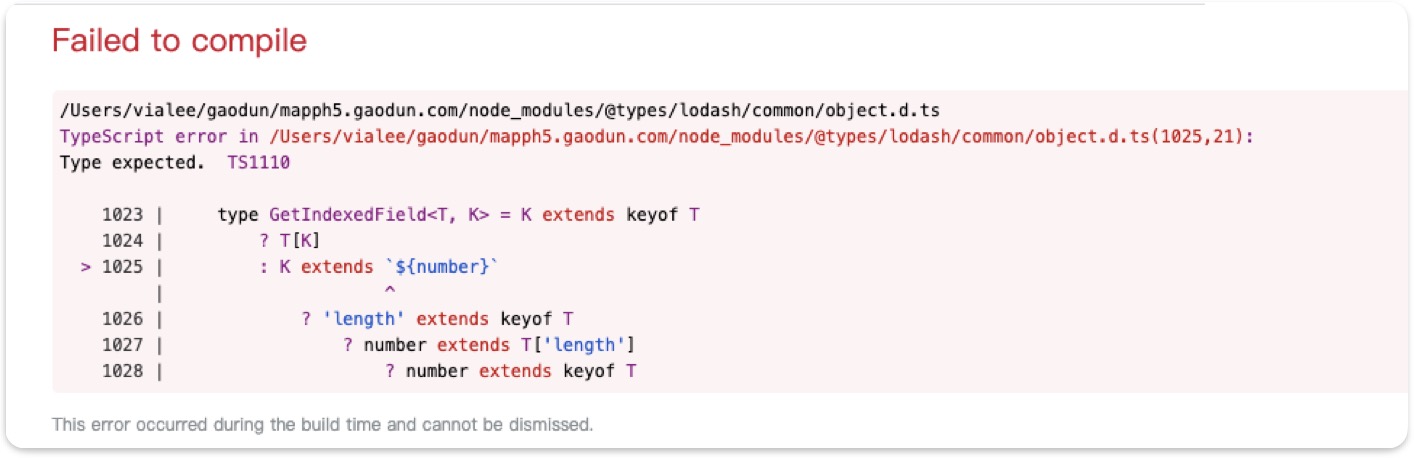 Failed to compile
/Users/vialee/gaodun/mapph5.gaodun.com/node_modules/@types/lodash/common/object.d.ts
TypeScript error in /Users/vialee/gaodun/mapph5.gaodun.com/node_modules/@types/lodash/common/object.d.ts(1025,21):
Type expected.  TS1110
    1023 |     type GetIndexedField<T, K> = K extends keyof T
    1024 |         ? T[K]
  > 1025 |         : K extends `${number}`
         |                     ^
    1026 |             ? 'length' extends keyof T
    1027 |                 ? number extends T['length']
    1028 |                     ? number extends keyof T
This error occurred during the build time and cannot be dismissed.